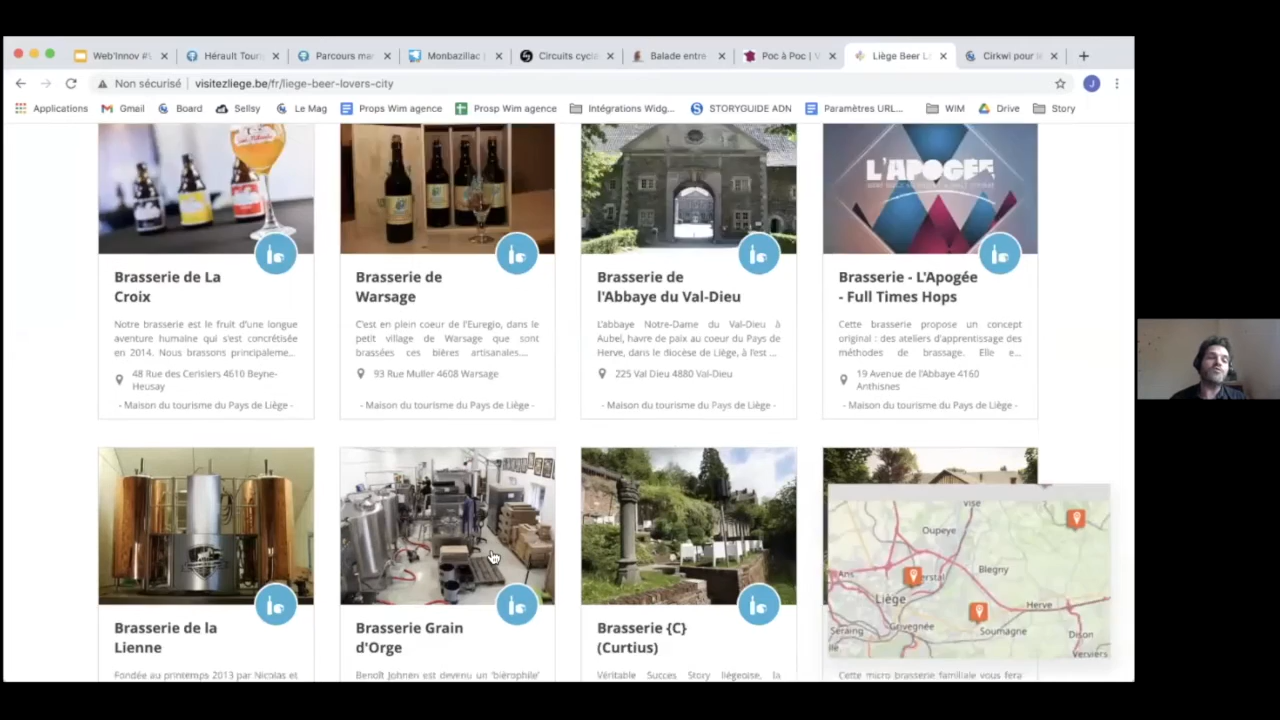 Web'Innov #
Hérault Tour
Parcours ma
Monbazillac
Circuits cycl
Balade entre
Poc à Poc |
Liège Beer L
Cirkwi pour
Non sécurisé
visitezliege.be/fr/liege-beer-lovers-city
J
Applications
Gmail
Board
Sellsy
Le Mag
Props Wim agence
Prosp Wim agence
Intégrations Widg...
STORYGUIDE ADN
Paramètres URL...
WIM
Drive
Story
L'APOGÉE
Brasserie de La
Croix
Notre brasserie est le fruit d'une longue
aventure humaine qui s'est concrétisée
en 2014. Nous brassons principaleme...
48 Rue des Cerisiers 4610 Beyne-
Heusay
- Maison du tourisme du Pays de Liège -
Brasserie de
Warsage
C'est en plein coeur de l'Euregio, dans le
petit village de Warsage que sont
brassées ces bières artisanales....
93 Rue Muller 4608 Warsage
- Maison du tourisme du Pays de Liège -
Brasserie de
l'Abbaye du Val-Dieu
L'abbaye Notre-Dame du Val-Dieu à
Aubel, havre de paix au coeur du Pays de
Herve, dans le diocèse de Liège, à l'est ...
225 Val Dieu 4880 Val-Dieu
- Maison du tourisme du Pays de Liège -
Brasserie - L'Apogée
- Full Times Hops
Cette brasserie propose un concept
original : des ateliers d'apprentissage des
méthodes de brassage. Elle e...
19 Avenue de l'Abbaye 4160
Anthisnes
- Maison du tourisme du Pays de Liège -
Brasserie de la
Lienne
Fondée au printemps 2013 par Nicolas et
Brasserie Grain
d'Orge
Benoît Johnen est devenu un 'bièrophile'
Brasserie {C}
(Curtius)
Véritable Succes Story liégeoise, la
Cette micro brasserie familiale vous fera
Vise
Oupeye
Blegny
Ans
erstal
Liège
Herve
Grivegnée
Soumagne
Seraing
Dison
Verviers